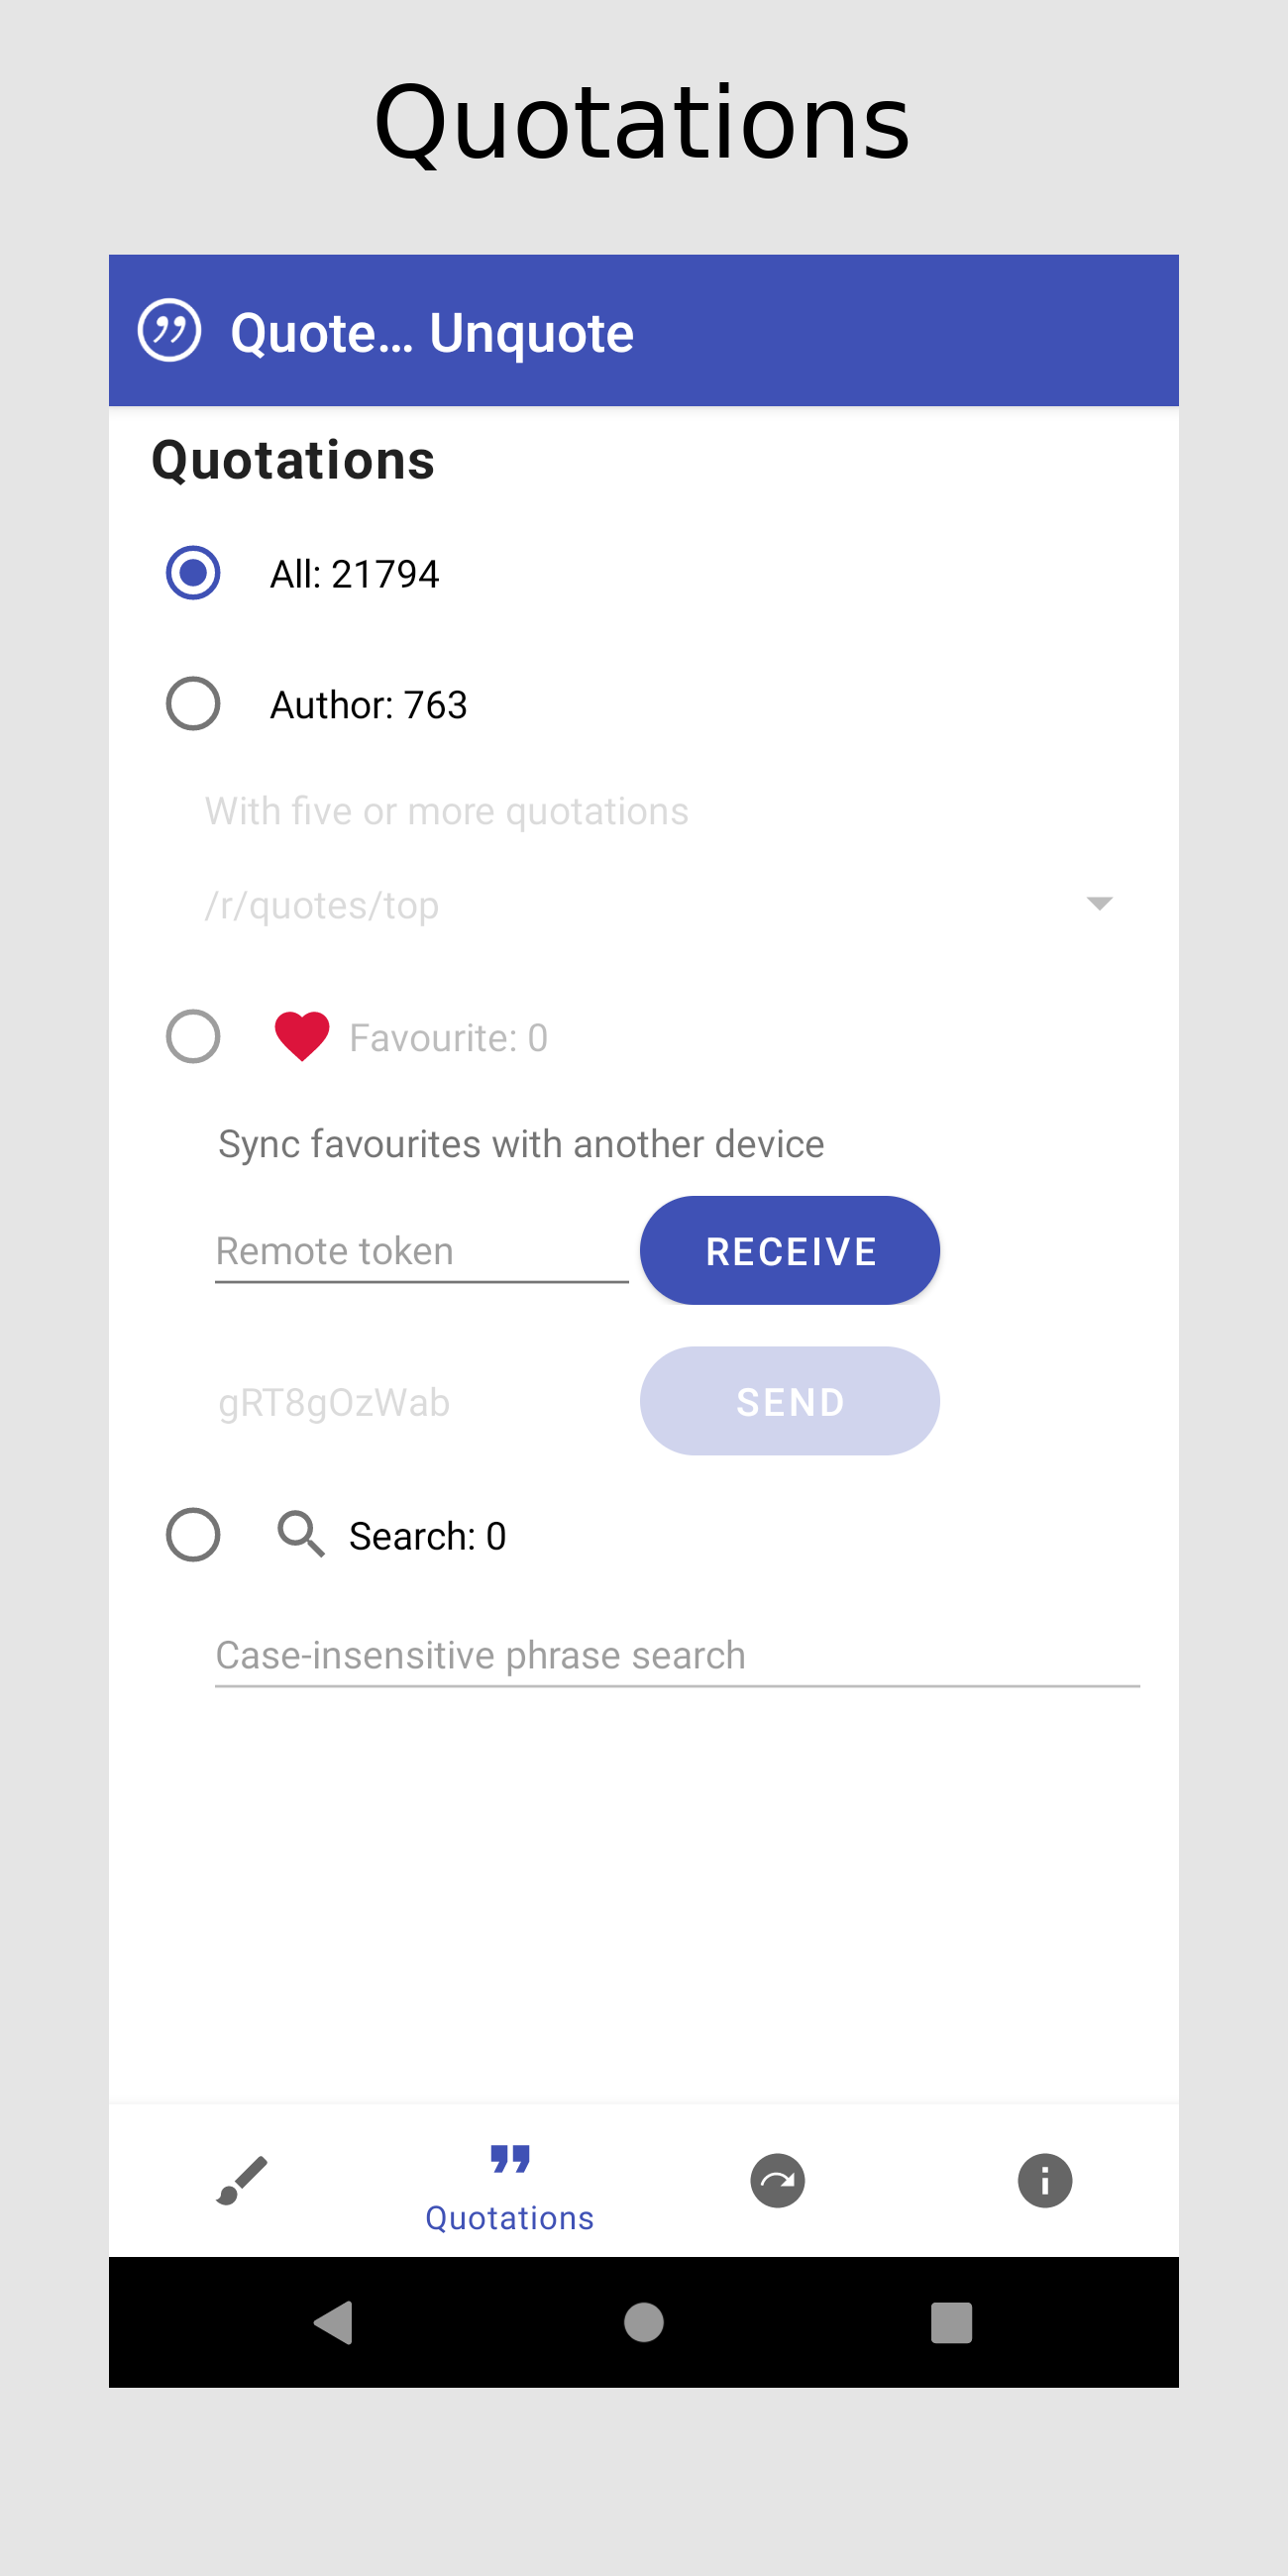 Quotations
Quote... Unquote
Quotations
All: 21794
Author: 763
With five or more quotations
/r/quotes/top
Favourite: 0
Sync favourites with another device
Remote token
RECEIVE
gRT8gOzWab
SEND
Search: 0
Case-insensitive phrase search
Quotations